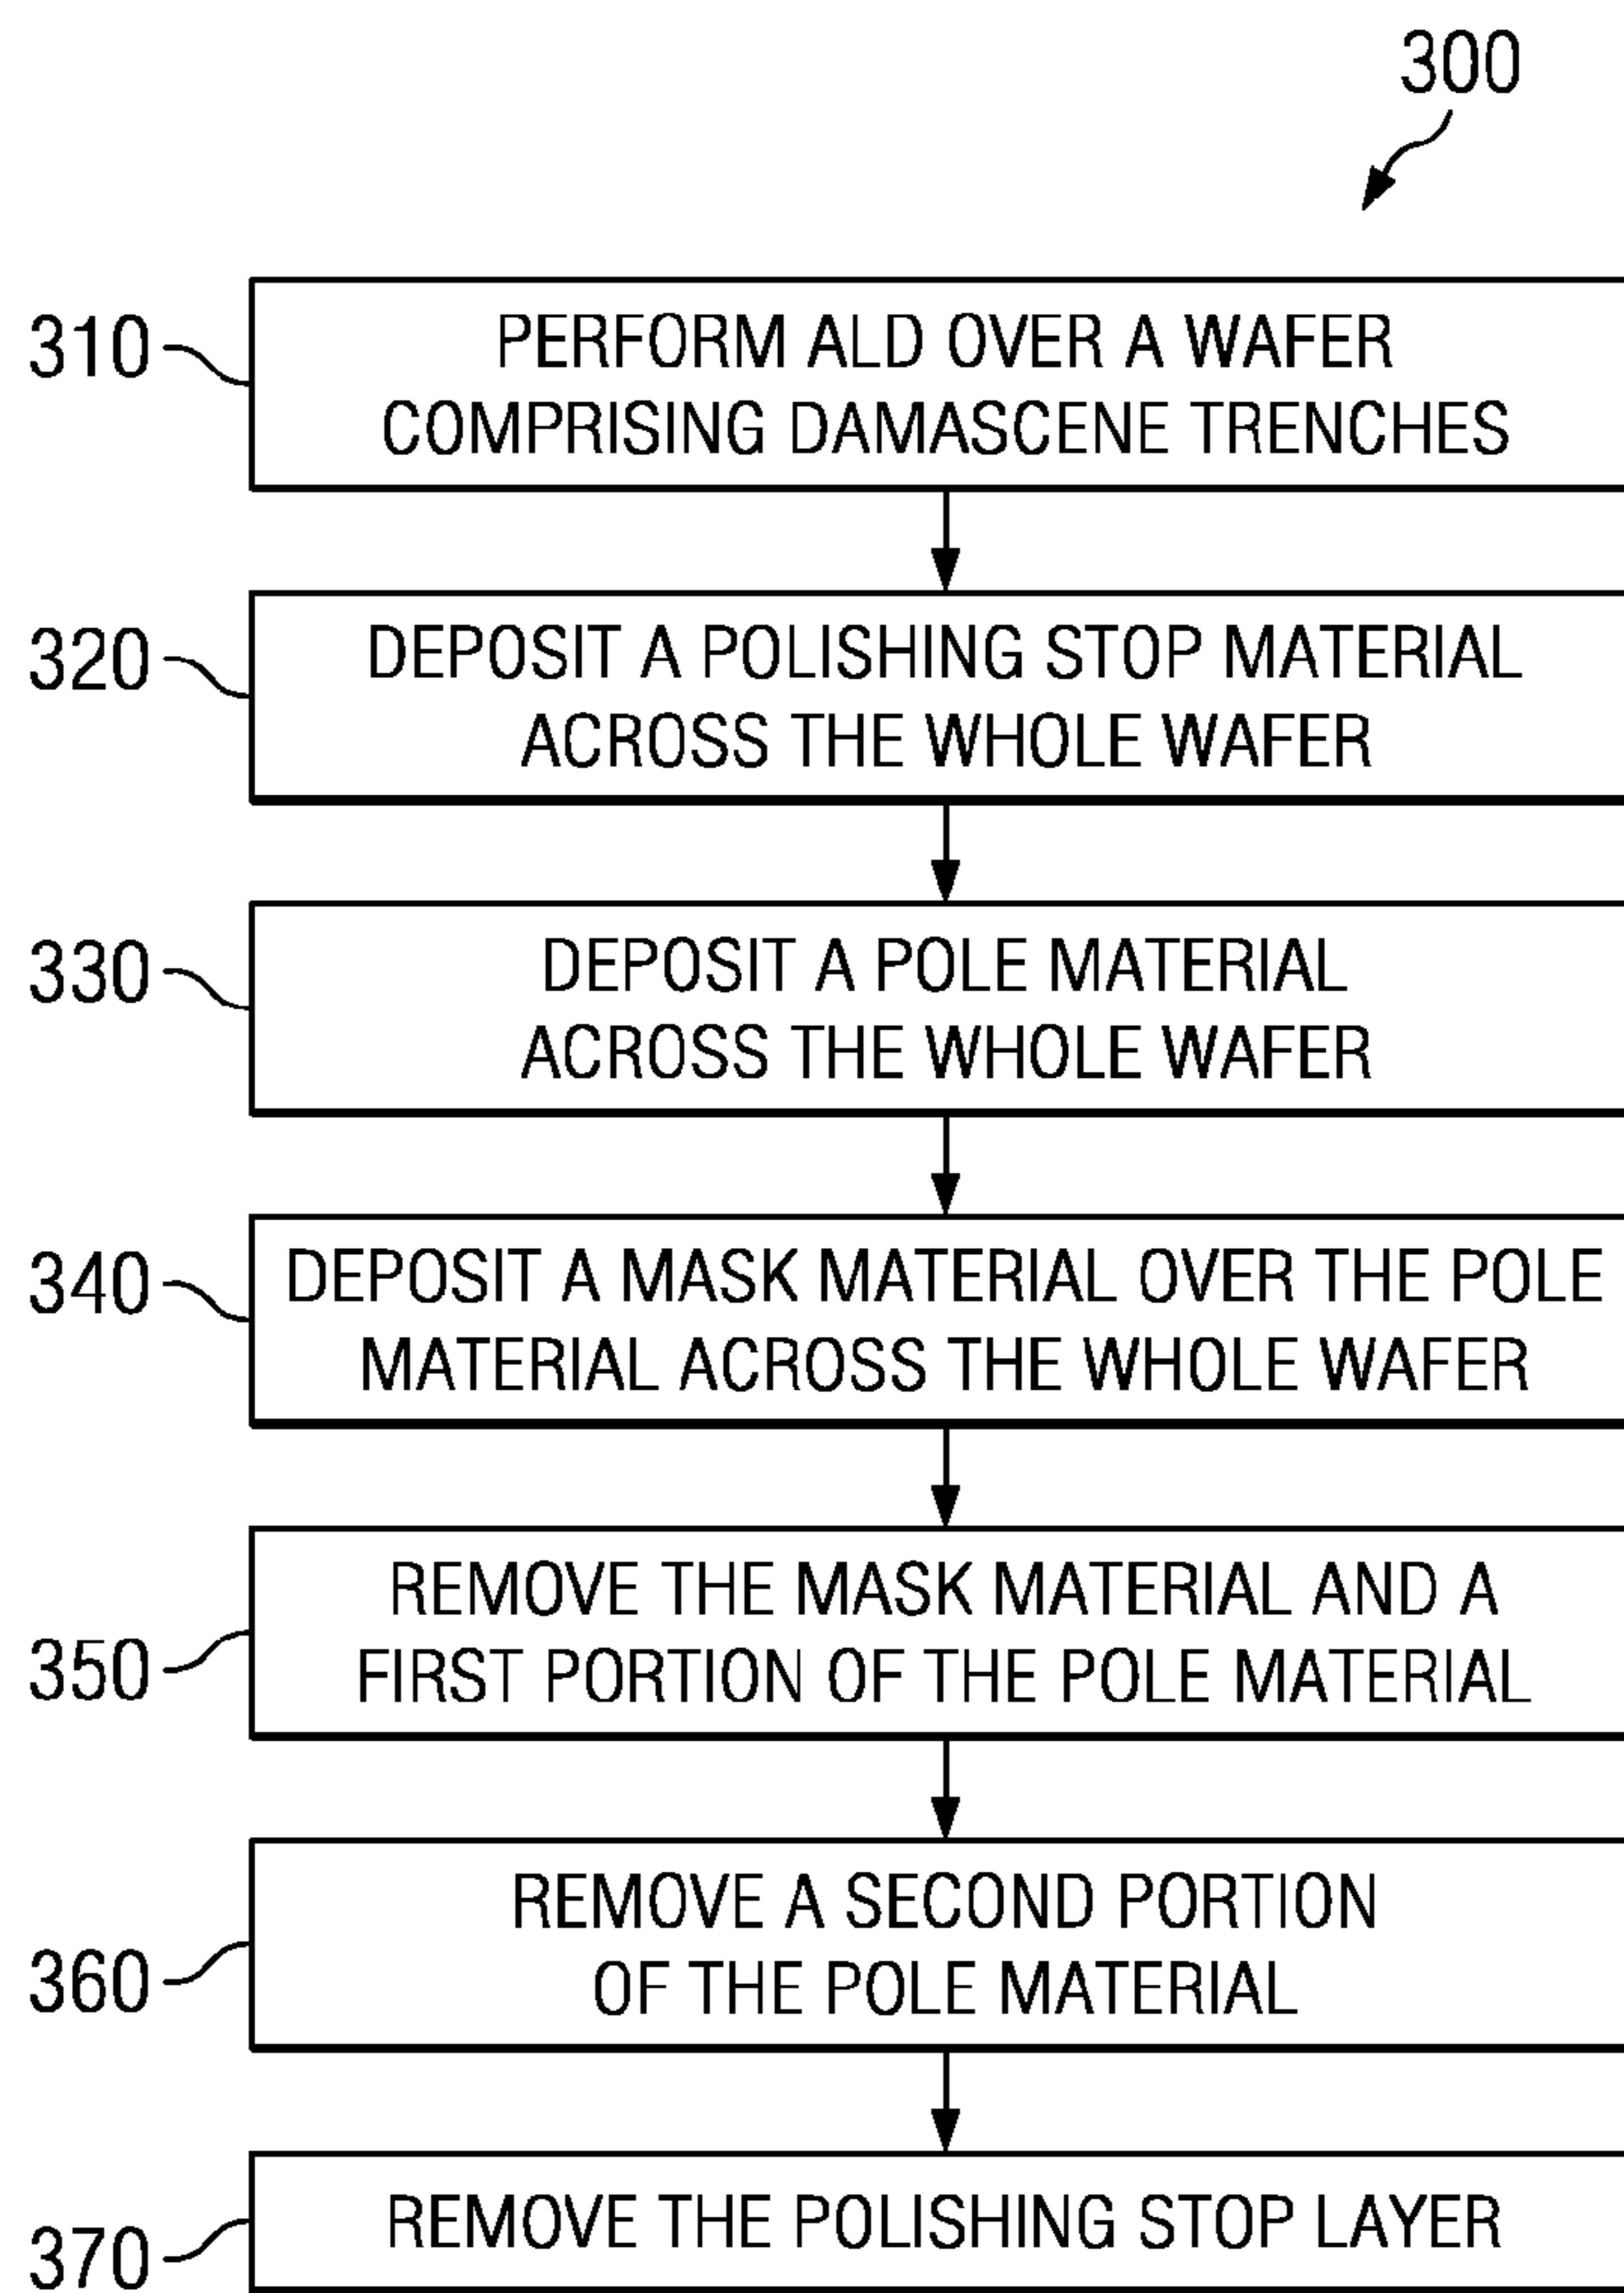 300
310
PERFORM ALD OVER A WAFER
COMPRISING DAMASCENE TRENCHES
320
DEPOSIT A POLISHING STOP MATERIAL
ACROSS THE WHOLE WAFER
330
DEPOSIT A POLE MATERIAL
ACROSS THE WHOLE WAFER
340
DEPOSIT A MASK MATERIAL OVER THE POLE
MATERIAL ACROSS THE WHOLE WAFER
350
REMOVE THE MASK MATERIAL AND A
FIRST PORTION OF THE POLE MATERIAL
360
REMOVE A SECOND PORTION
OF THE POLE MATERIAL
370
REMOVE THE POLISHING STOP LAYER